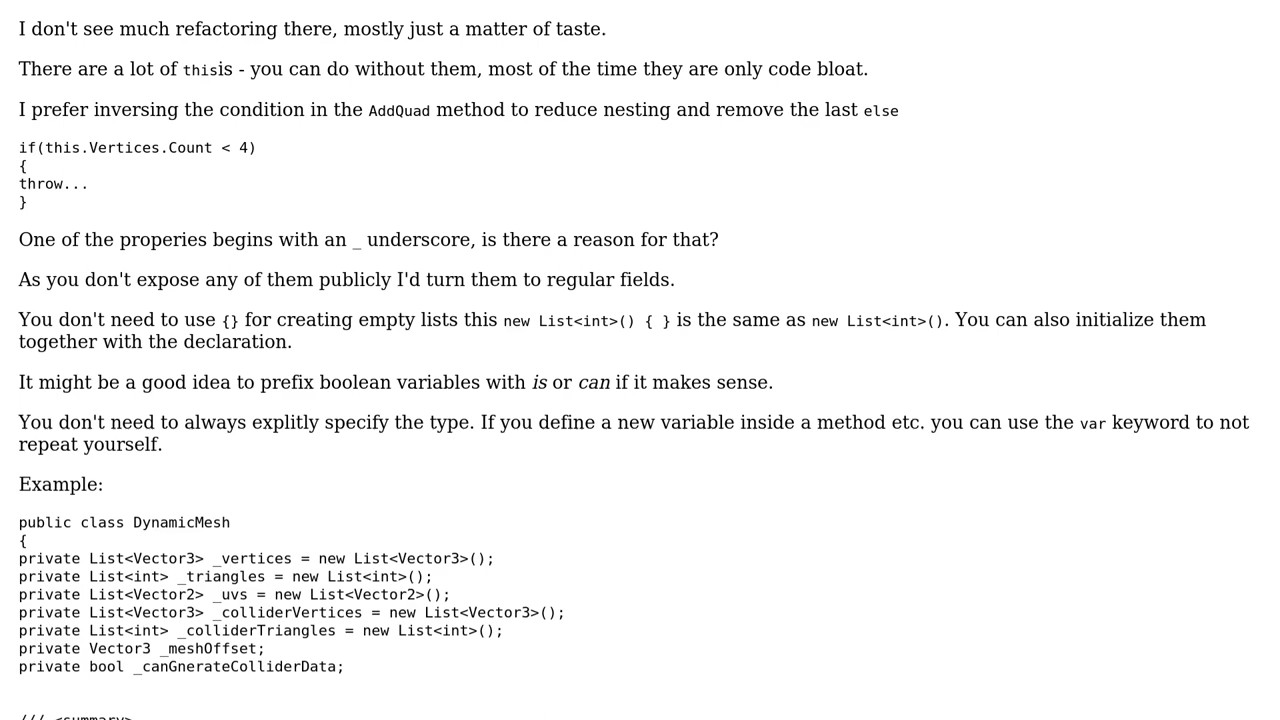 I don't see much refactoring there, mostly just a matter of taste.
There are a lot of thisis - you can do without them, most of the time they are only code bloat.
I prefer inversing the condition in the AddQuad method to reduce nesting and remove the last else
if(this.Vertices.Count < 4)
{
throw...
}
One of the properies begins with an _ underscore, is there a reason for that?
As you don't expose any of them publicly I'd turn them to regular fields.
You don't need to use {} for creating empty lists this new List<int>() { } is the same as new List<int>(). You can also initialize them
together with the declaration.
It might be a good idea to prefix boolean variables with is or can if it makes sense.
You don't need to always explitly specify the type. If you define a new variable inside a method etc. you can use the var keyword to not
repeat yourself.
Example:
public class DynamicMesh
{
private List<Vector3> _vertices = new List<Vector3>();
private List<int> _triangles = new List<int>();
private List<Vector2> _uvs = new List<Vector2>();
private List<Vector3> _colliderVertices = new List<Vector3>();
private List<int> _colliderTriangles = new List<int>();
private Vector3 _meshOffset;
private bool _canGnerateColliderData;
/// <summary>